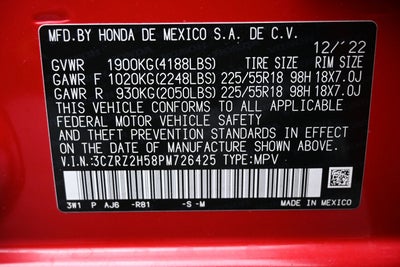 MFD.BY HONDA DE MEXICO S.A. DE C.V.
12/'22
GVWR 1900KG(4188LBS) TIRE SIZE RIM SIZE
GAWR F 1020KG(2248LBS) 225/55R18 98H 18X7.0J
GAWR R 930KG(2050LBS) 225/55R18 98H 18X7.0J
THIS VEHICLE CONFORMS TO ALL APPLICABLE
FEDERAL MOTOR VEHICLE SAFETY STANDARDS IN EFFECT
ON THE DATE OF MANUFACTURE SHOWN ABOVE.
V.I.N:3CZRZ2H58PM726425 TYPE:MPV
3W1 P AJ6 -R81 -S -M MADE IN MEXICO